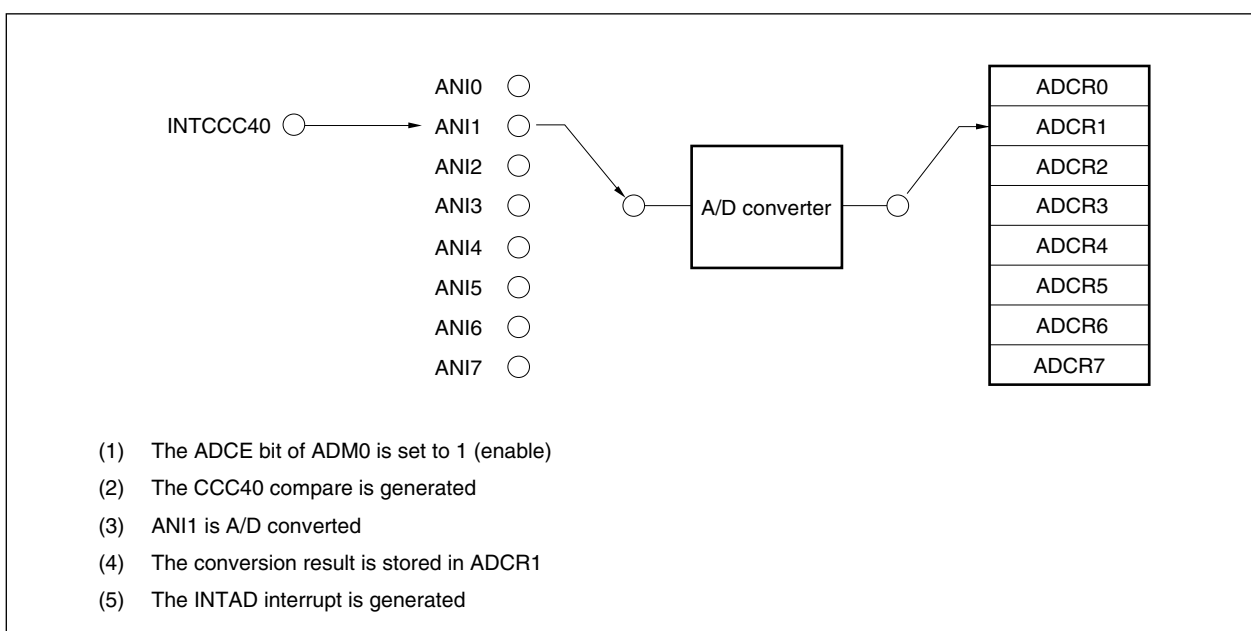 ANI0
ADCR0
INTCCC40
ANI1
ADCR1
ANI2
ADCR2
ANI3
A/D converter
ADCR3
ANI4
ADCR4
ANI5
ADCR5
ANI6
ADCR6
ANI7
ADCR7
(1) The ADCE bit of ADM0 is set to 1 (enable)
(2) The CCC40 compare is generated
(3) ANI1 is A/D converted
(4) The conversion result is stored in ADCR1
(5) The INTAD interrupt is generated